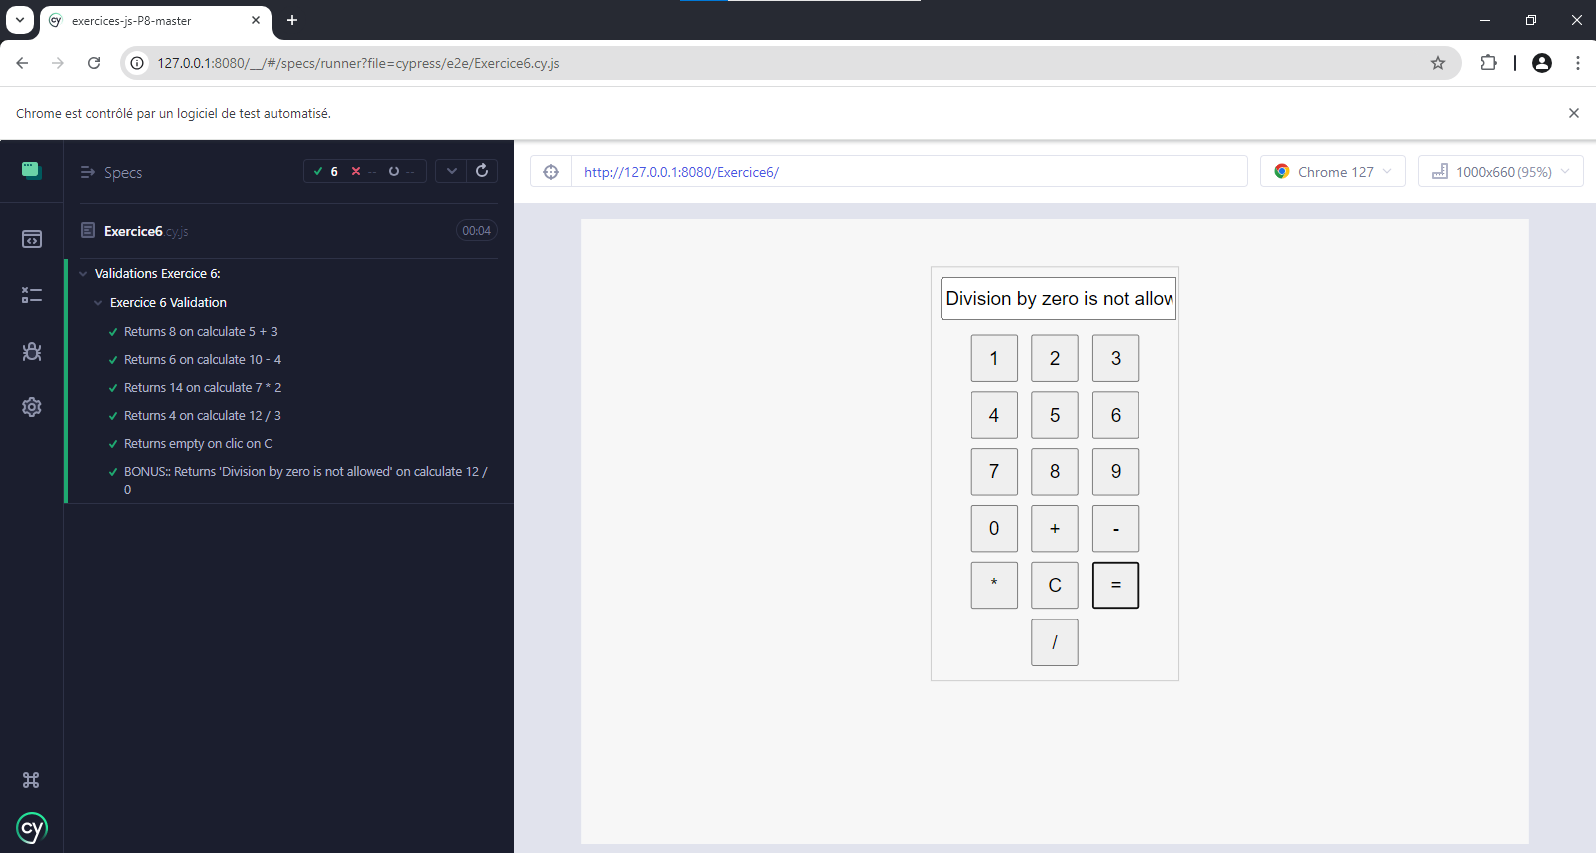 exercices-js-P8-master
127.0.0.1:8080/__/#/specs/runner?file=cypress/e2e/Exercice6.cy.js
Chrome est contrôlé par un logiciel de test automatisé.
Specs
6 -- --
Exercice6.cy.js 00:04
Validations Exercice 6:
Exercice 6 Validation
Returns 8 on calculate 5 + 3
Returns 6 on calculate 10 - 4
Returns 14 on calculate 7 * 2
Returns 4 on calculate 12 / 3
Returns empty on clic on C
BONUS:: Returns 'Division by zero is not allowed' on calculate 12 /
0
cy
http://127.0.0.1:8080/Exercice6/
Chrome 127
1000x660 (95%)
Division by zero is not allow
1 2 3
4 5 6
7 8 9
0 + -
* C =
/